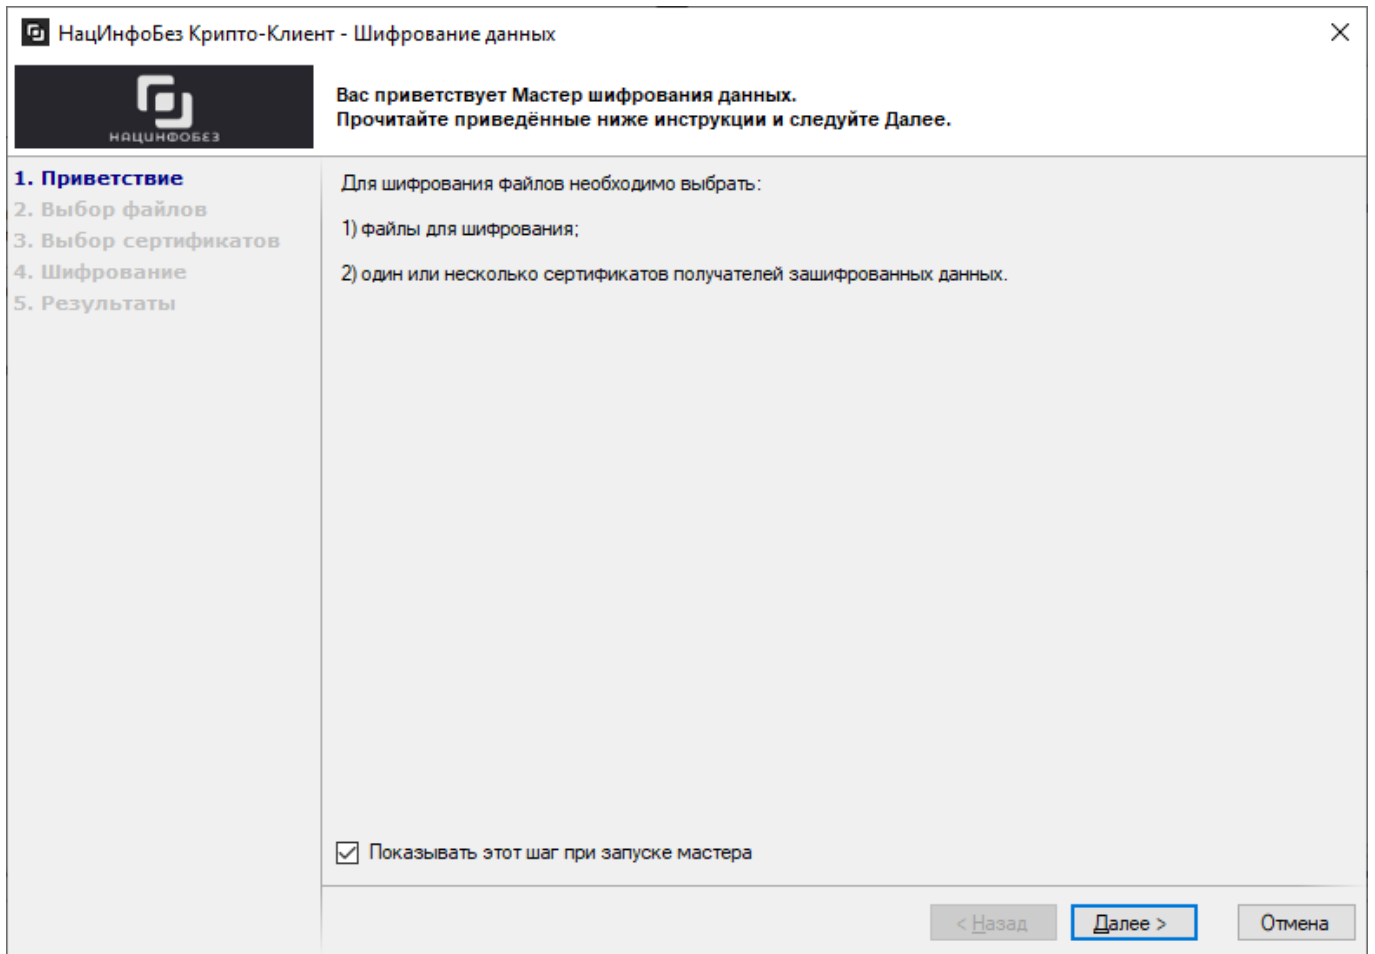 НацИнфоБез Крипто-Клиент - Шифрование данных
НАЦИНФОБЕЗ
Вас приветствует Мастер шифрования данных.
Прочитайте приведённые ниже инструкции и следуйте Далее.
1. Приветствие
2. Выбор файлов
3. Выбор сертификатов
4. Шифрование
5. Результаты
Для шифрования файлов необходимо выбрать:
1) файлы для шифрования;
2) один или несколько сертификатов получателей зашифрованных данных.
Показывать этот шаг при запуске мастера
< Назад
Далее >
Отмена